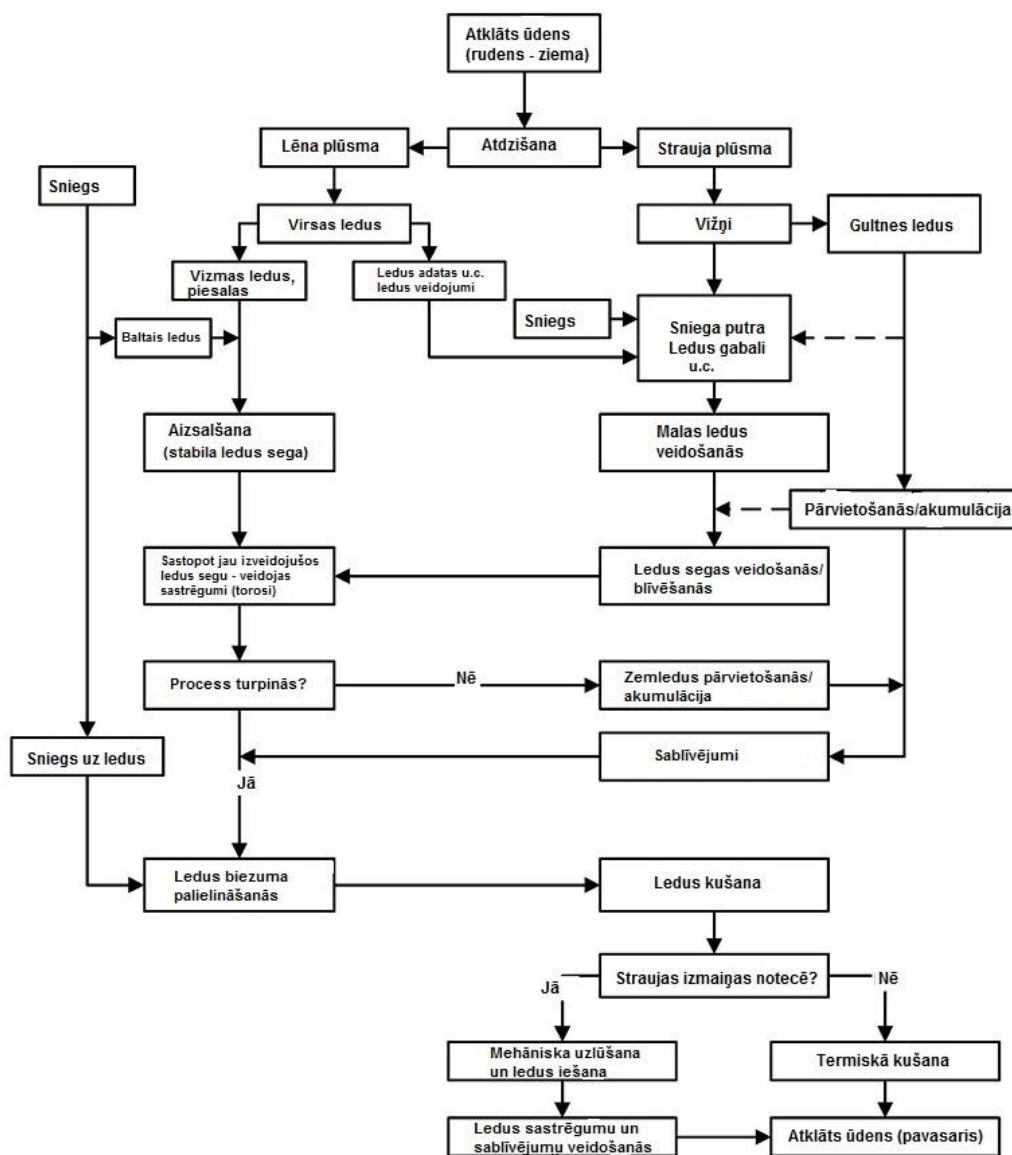 Atklāts ūdens
(rudens - ziema)
Lēna plūsma
Atdzišana
Strauja plūsma
Sniegs
Virsas ledus
Vižņi
Gultnes ledus
Vizmas ledus,
piesalas
Ledus adatas u.c.
ledus veidojumi
Sniegs
Baltais ledus
Sniega putra
Ledus gabali
u.c.
Aizsalšana
(stabila ledus sega)
Malas ledus
veidošanās
Pārvietošanās/akumulācija
Sastopot jau izveidojušos
ledus segu - veidojas
sastrēgumi (torosi)
Ledus segas veidošanās/
blīvēšanās
Process turpinās?
Nē
Zemledus pārvietošanās/
akumulācija
Sniegs uz ledus
Sablīvējumi
Jā
Ledus biezuma
palielināšanās
Ledus kušana
Straujas izmaiņas notecē?
Jā
Nē
Mehāniska uzlūšana
un ledus iešana
Termiskā kušana
Ledus sastrēgumu un
sablīvējumu veidošanās
Atklāts ūdens (pavasaris)